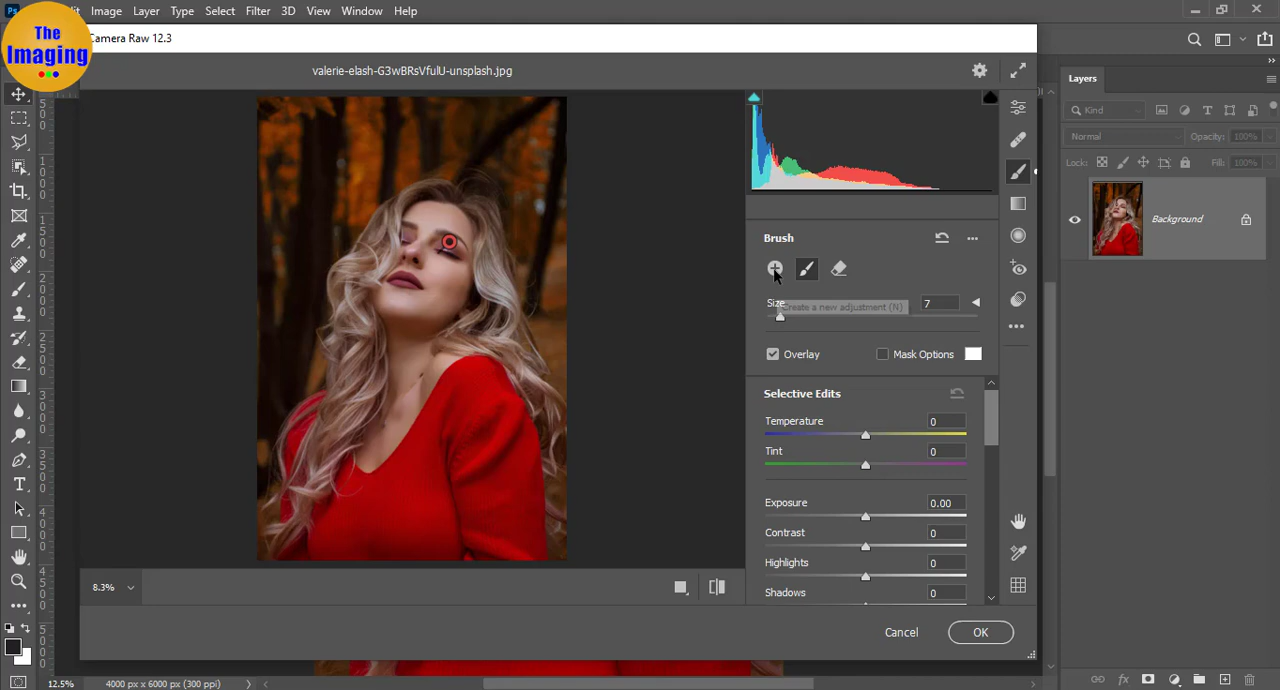 Ps
Image Layer Type Select Filter 3D View Window Help
The
Imaging
Camera Raw 12.3
valerie-elash-G3wBRsVfulU-unsplash.jpg
Layers
Kind
Normal
Opacity: 100%
Lock:
Fill: 100%
Background
Brush
Size
7
Create a new adjustment (N)
Overlay
Mask Options
Selective Edits
Temperature 0
Tint 0
Exposure 0.00
Contrast 0
Highlights 0
Shadows 0
8.3%
Cancel
OK
12.5% 4000 px x 6000 px (300 ppi)